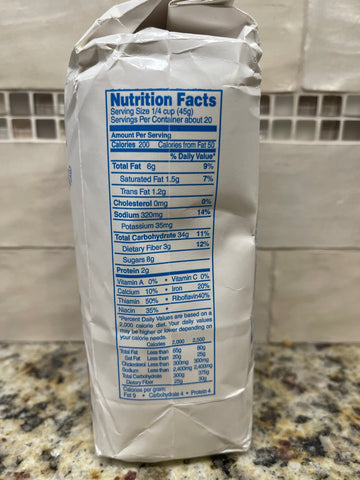 Nutrition Facts
Serving Size 1/4 cup (45g)
Servings Per Container about 20
Amount Per Serving
Calories 200 Calories from Fat 50
% Daily Value*
Total Fat 6g 9%
Saturated Fat 1.5g 7%
Trans Fat 1.2g
Cholesterol 0mg 0%
Sodium 320mg 14%
Potassium 35mg
Total Carbohydrate 34g 11%
Dietary Fiber 3g 12%
Sugars 8g
Protein 2g
Vitamin A 0% • Vitamin C 0%
Calcium 10% • Iron 20%
Thiamin 50% • Riboflavin 40%
Niacin 35% •
*Percent Daily Values are based on a
2,000 calorie diet. Your daily values
may be higher or lower depending on
your calorie needs.
Calories 2,000 2,500
Total Fat Less than 65g 80g
Sat Fat Less than 20g 25g
Cholesterol Less than 300mg 300mg
Sodium Less than 2,400mg 2,400mg
Total Carbohydrate 300g 375g
Dietary Fiber 25g 30g
Calories per gram:
Fat 9 • Carbohydrate 4 • Protein 4